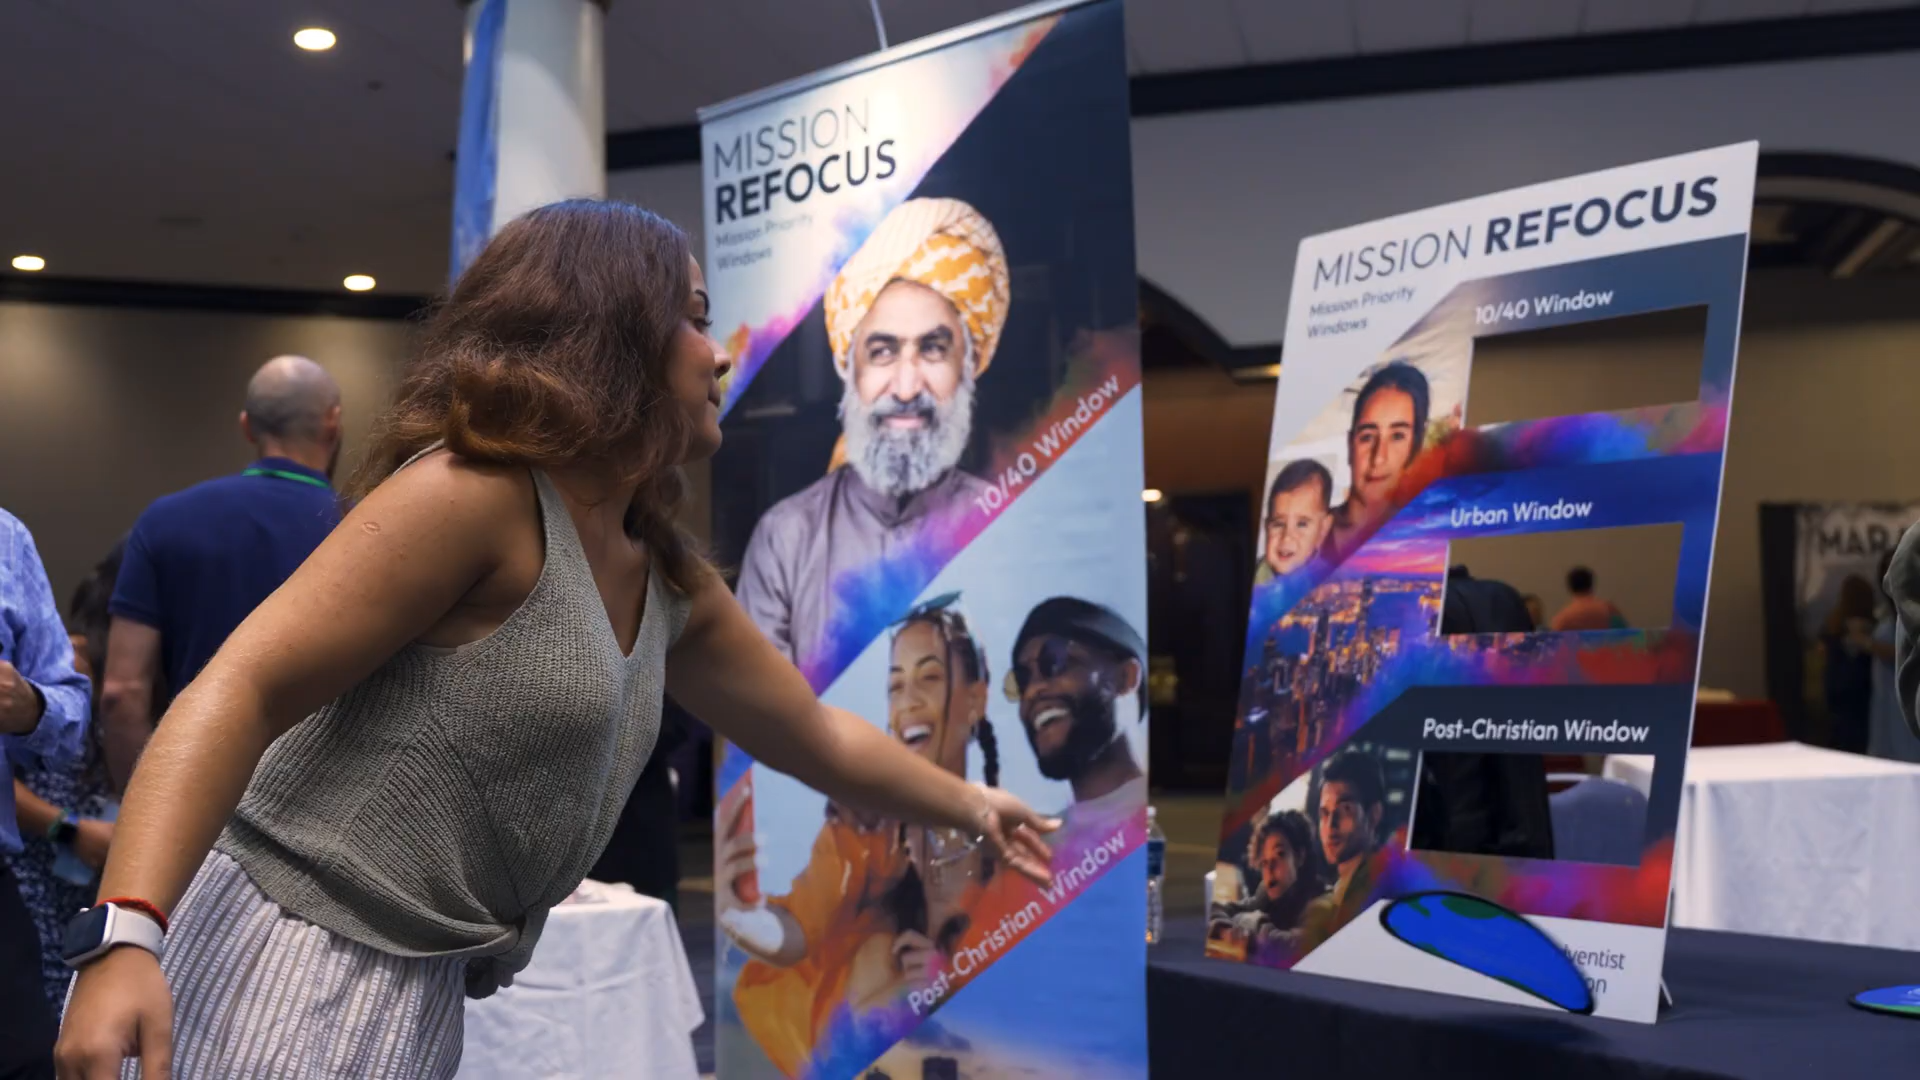 MISSION
REFOCUS
Mission Priority
Windows
10/40 Window
Post-Christian Window
MISSION REFOCUS
Mission Priority
Windows
10/40 Window
Urban Window
Post-Christian Window